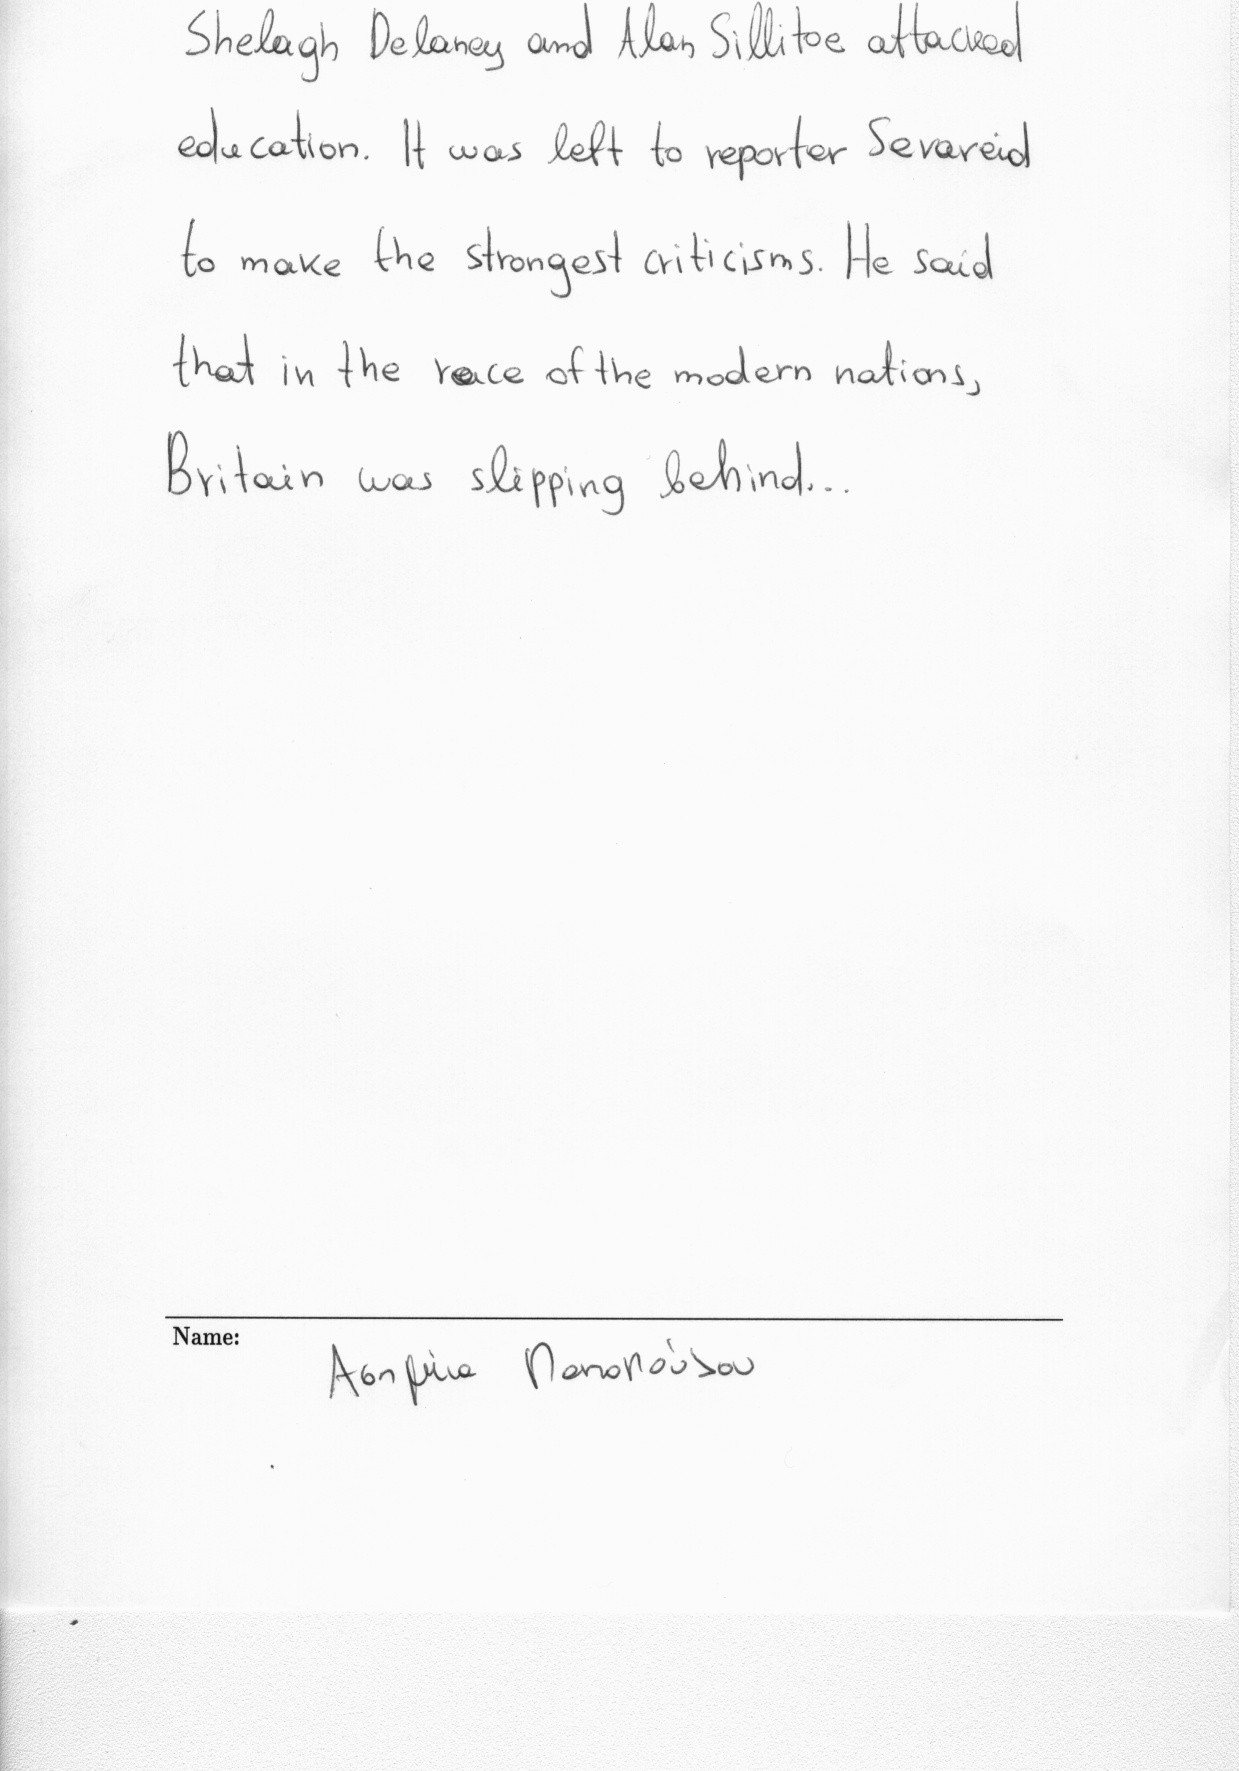 Shelagh Delaney and Alan Sillitoe attacked
education. It was left to reporter Sevareid
to make the strongest criticisms. He said
that in the race of the modern nations,
Britain was slipping behind...
Name:
Ασημίνα